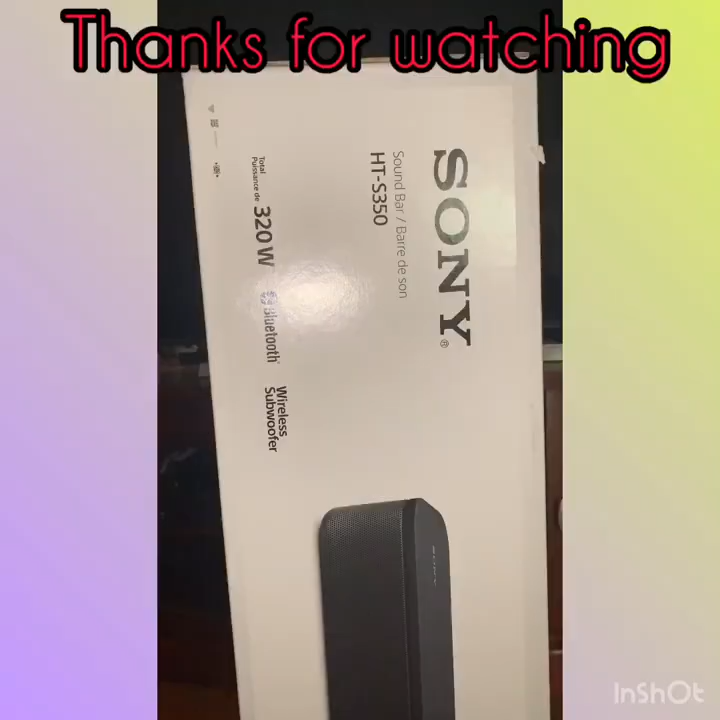 Thanks for watching
SONY®
Sound Bar / Barre de son
HT-S350
Total
Puissance de
320 W
Bluetooth
Wireless
Subwoofer
SONY
InShOt